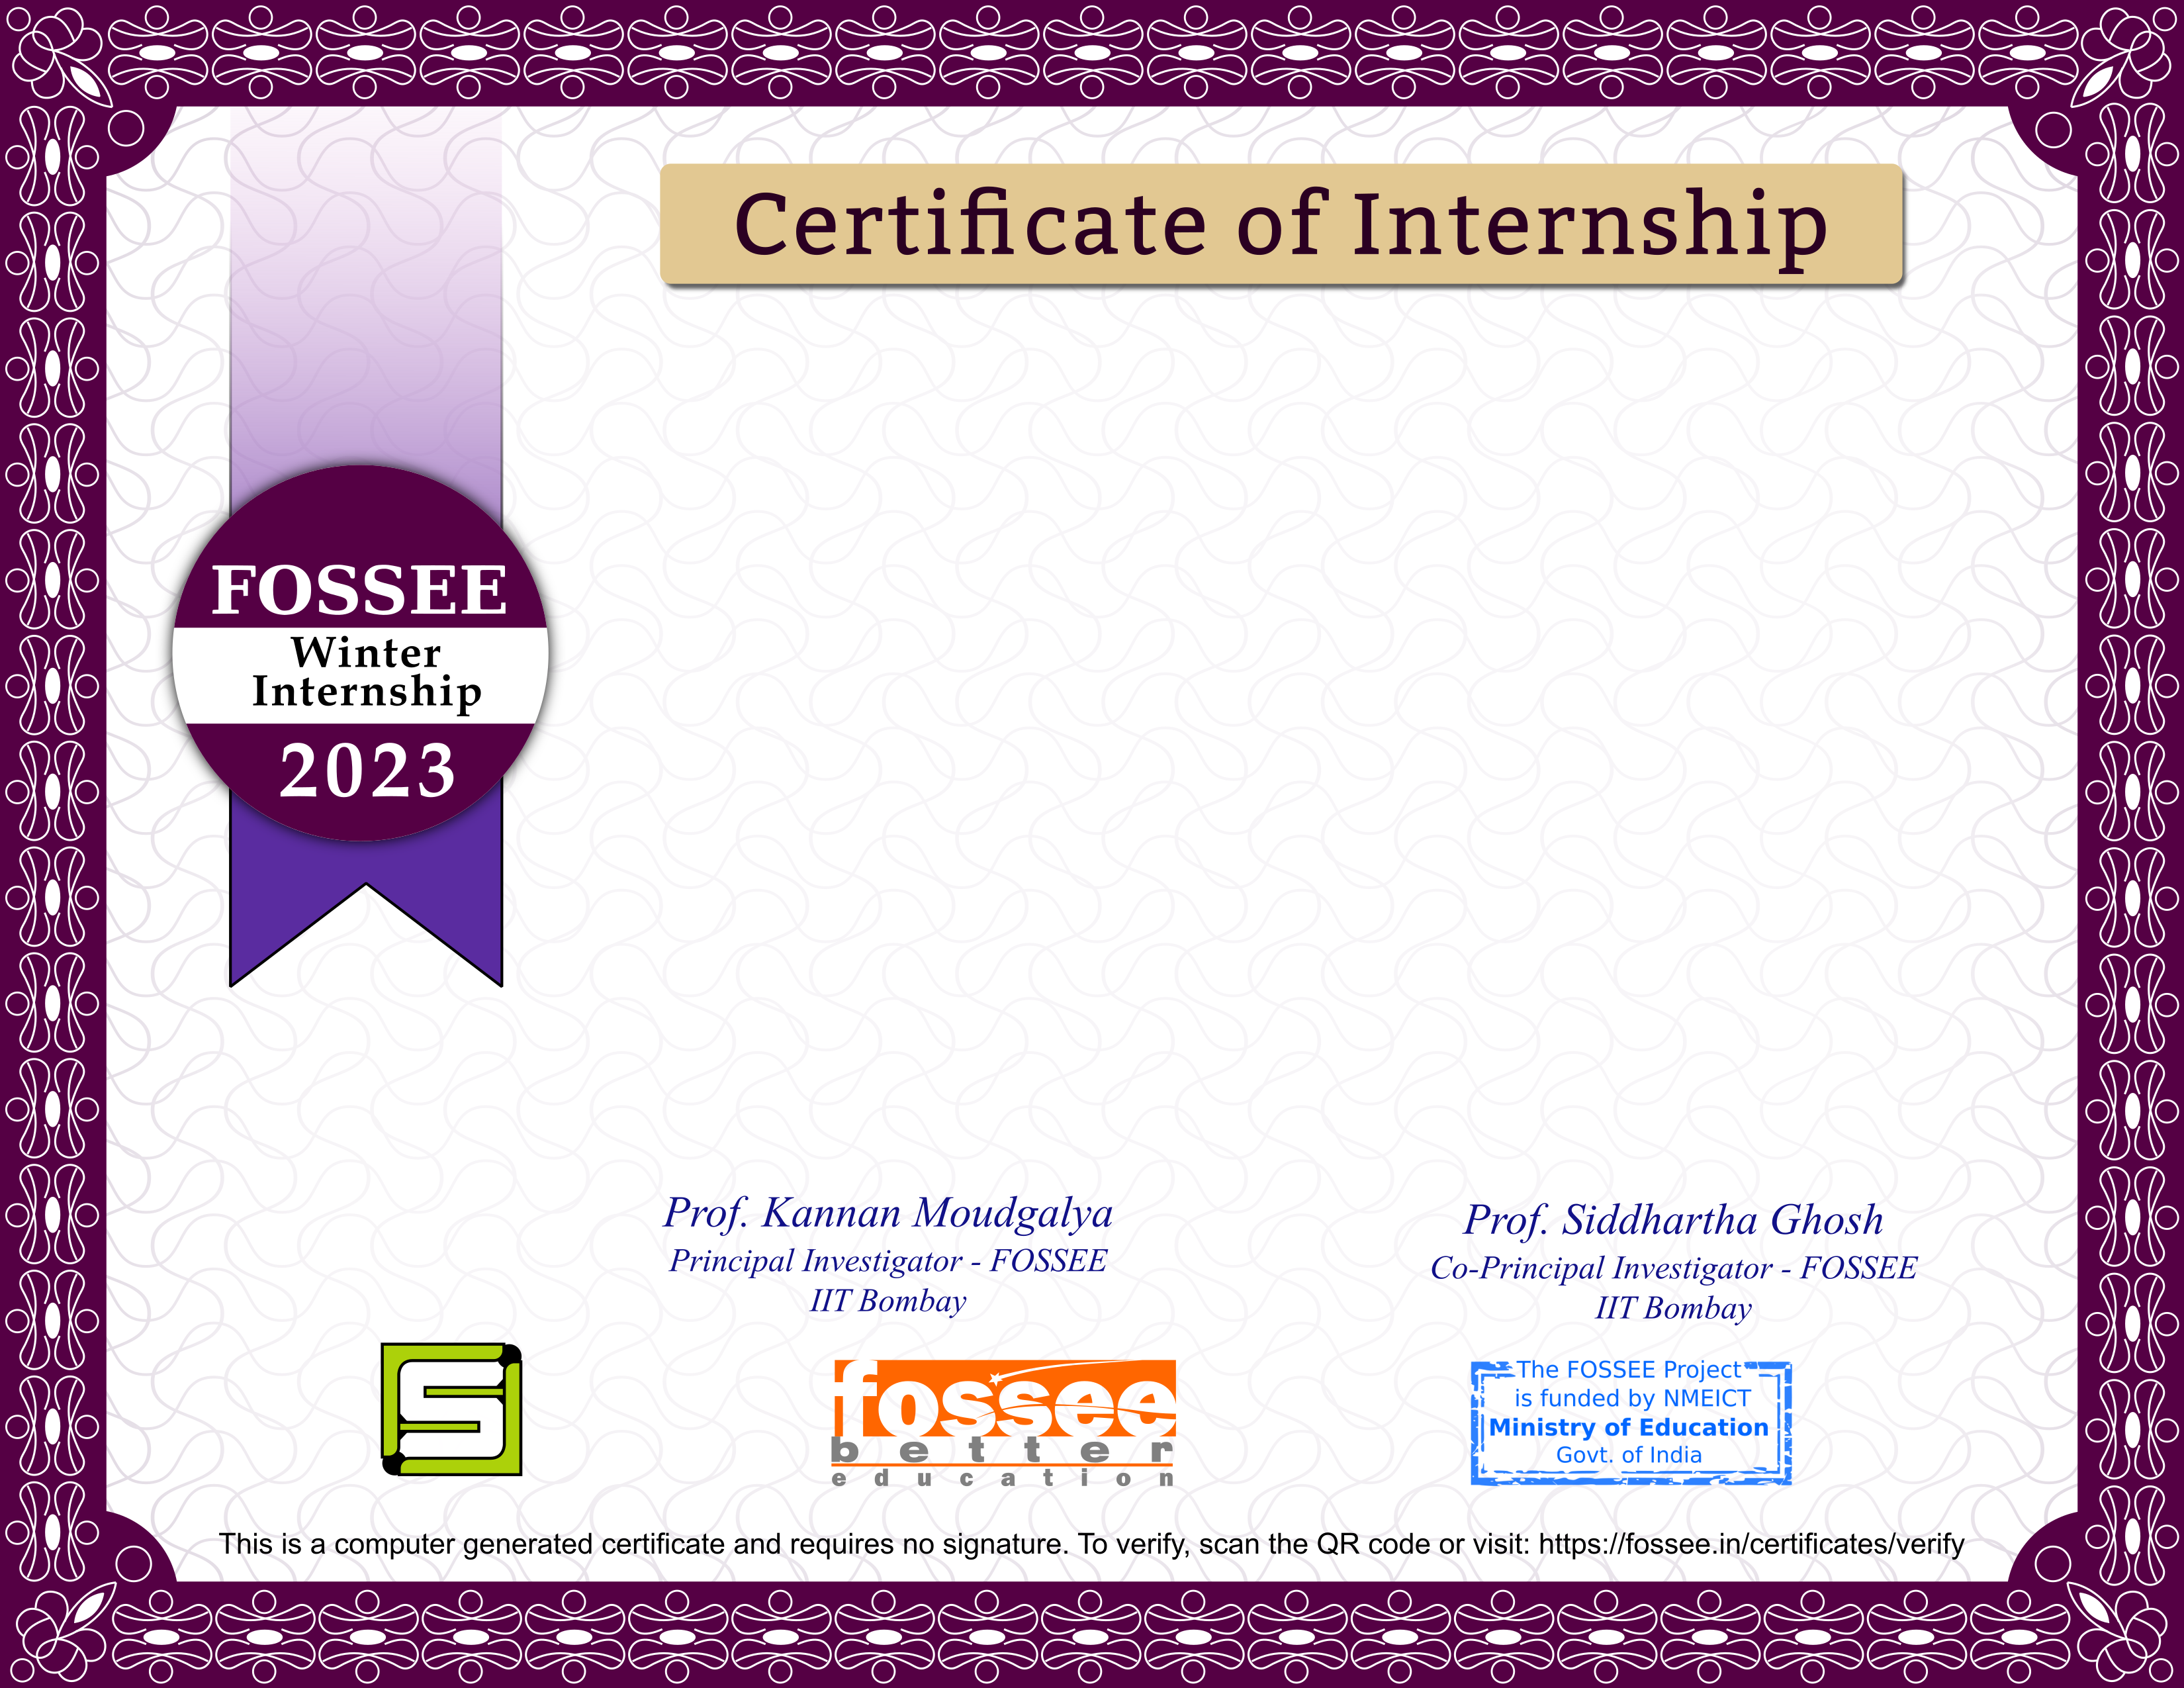 Certificate of Internship
FOSSEE
Winter
Internship
2023
Prof. Kannan Moudgalya
Principal Investigator - FOSSEE
IIT Bombay
Prof. Siddhartha Ghosh
Co-Principal Investigator - FOSSEE
IIT Bombay
fossee
better
education
The FOSSEE Project
is funded by NMEICT
Ministry of Education
Govt. of India
This is a computer generated certificate and requires no signature. To verify, scan the QR code or visit: https://fossee.in/certificates/verify